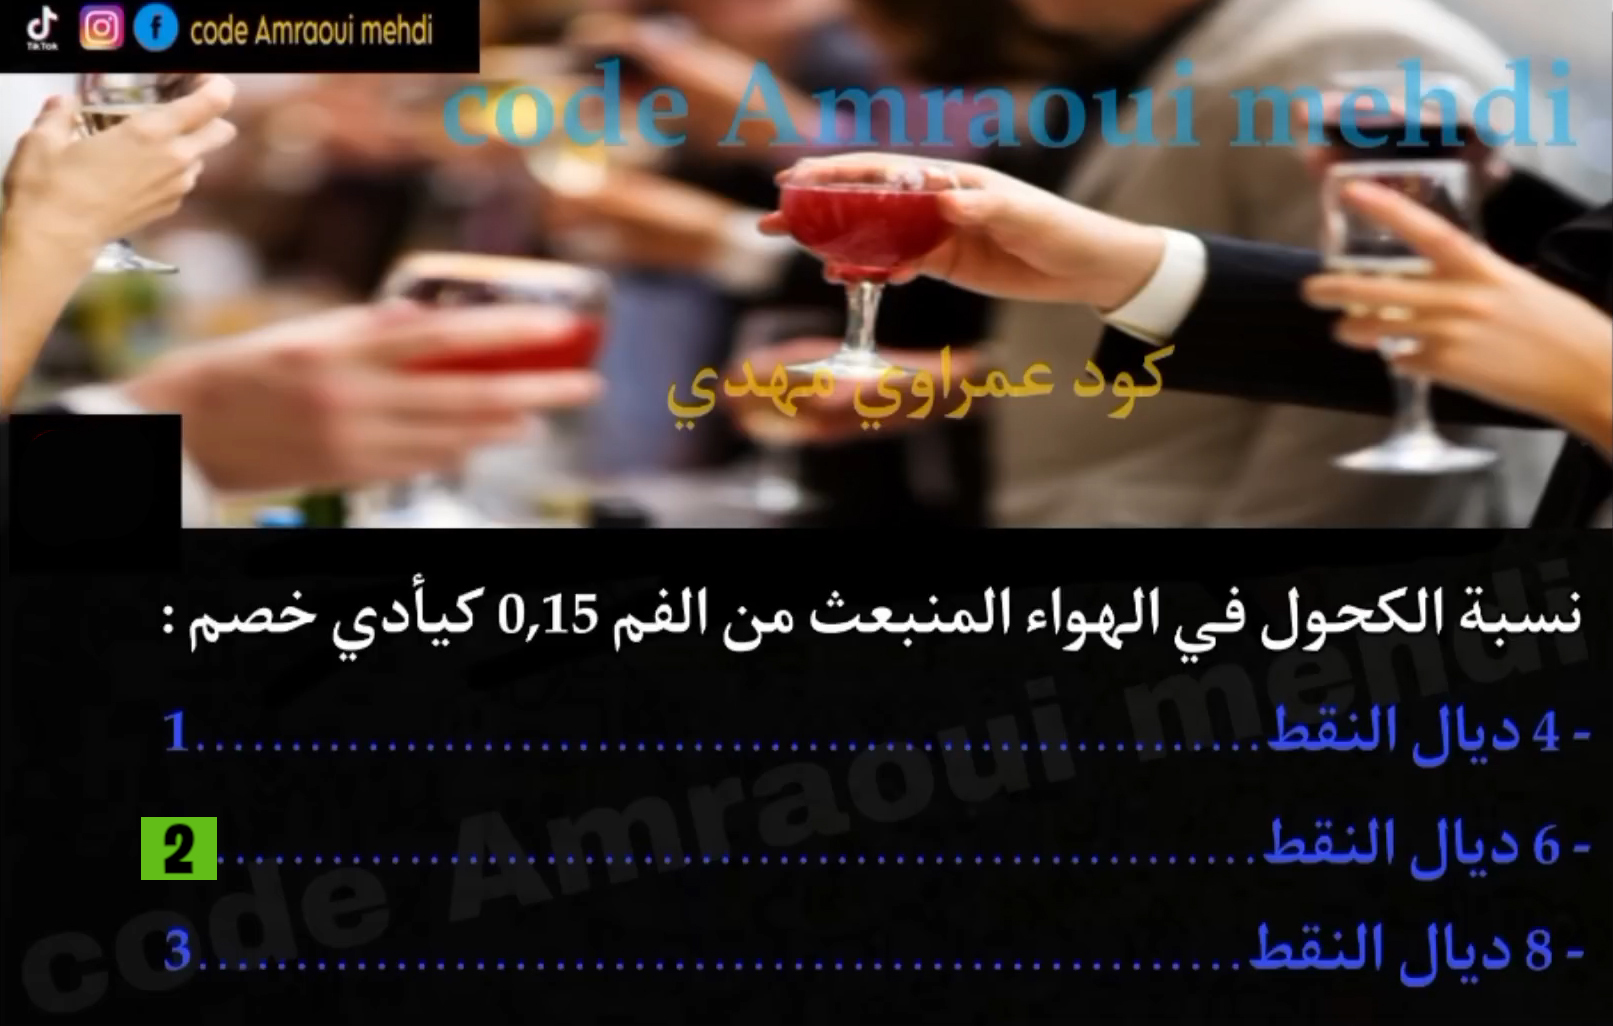 TikTok
code Amraoui mehdi
code Amraoui mehdi
كود عمراوي مهدي
نسبة الكحول في الهواء المنبعث من الفم 0,15 كيأدي خصم :
- 4 ديال النقط......................................................1
- 6 ديال النقط......................................................2
- 8 ديال النقط......................................................3
code Amraoui mehdi